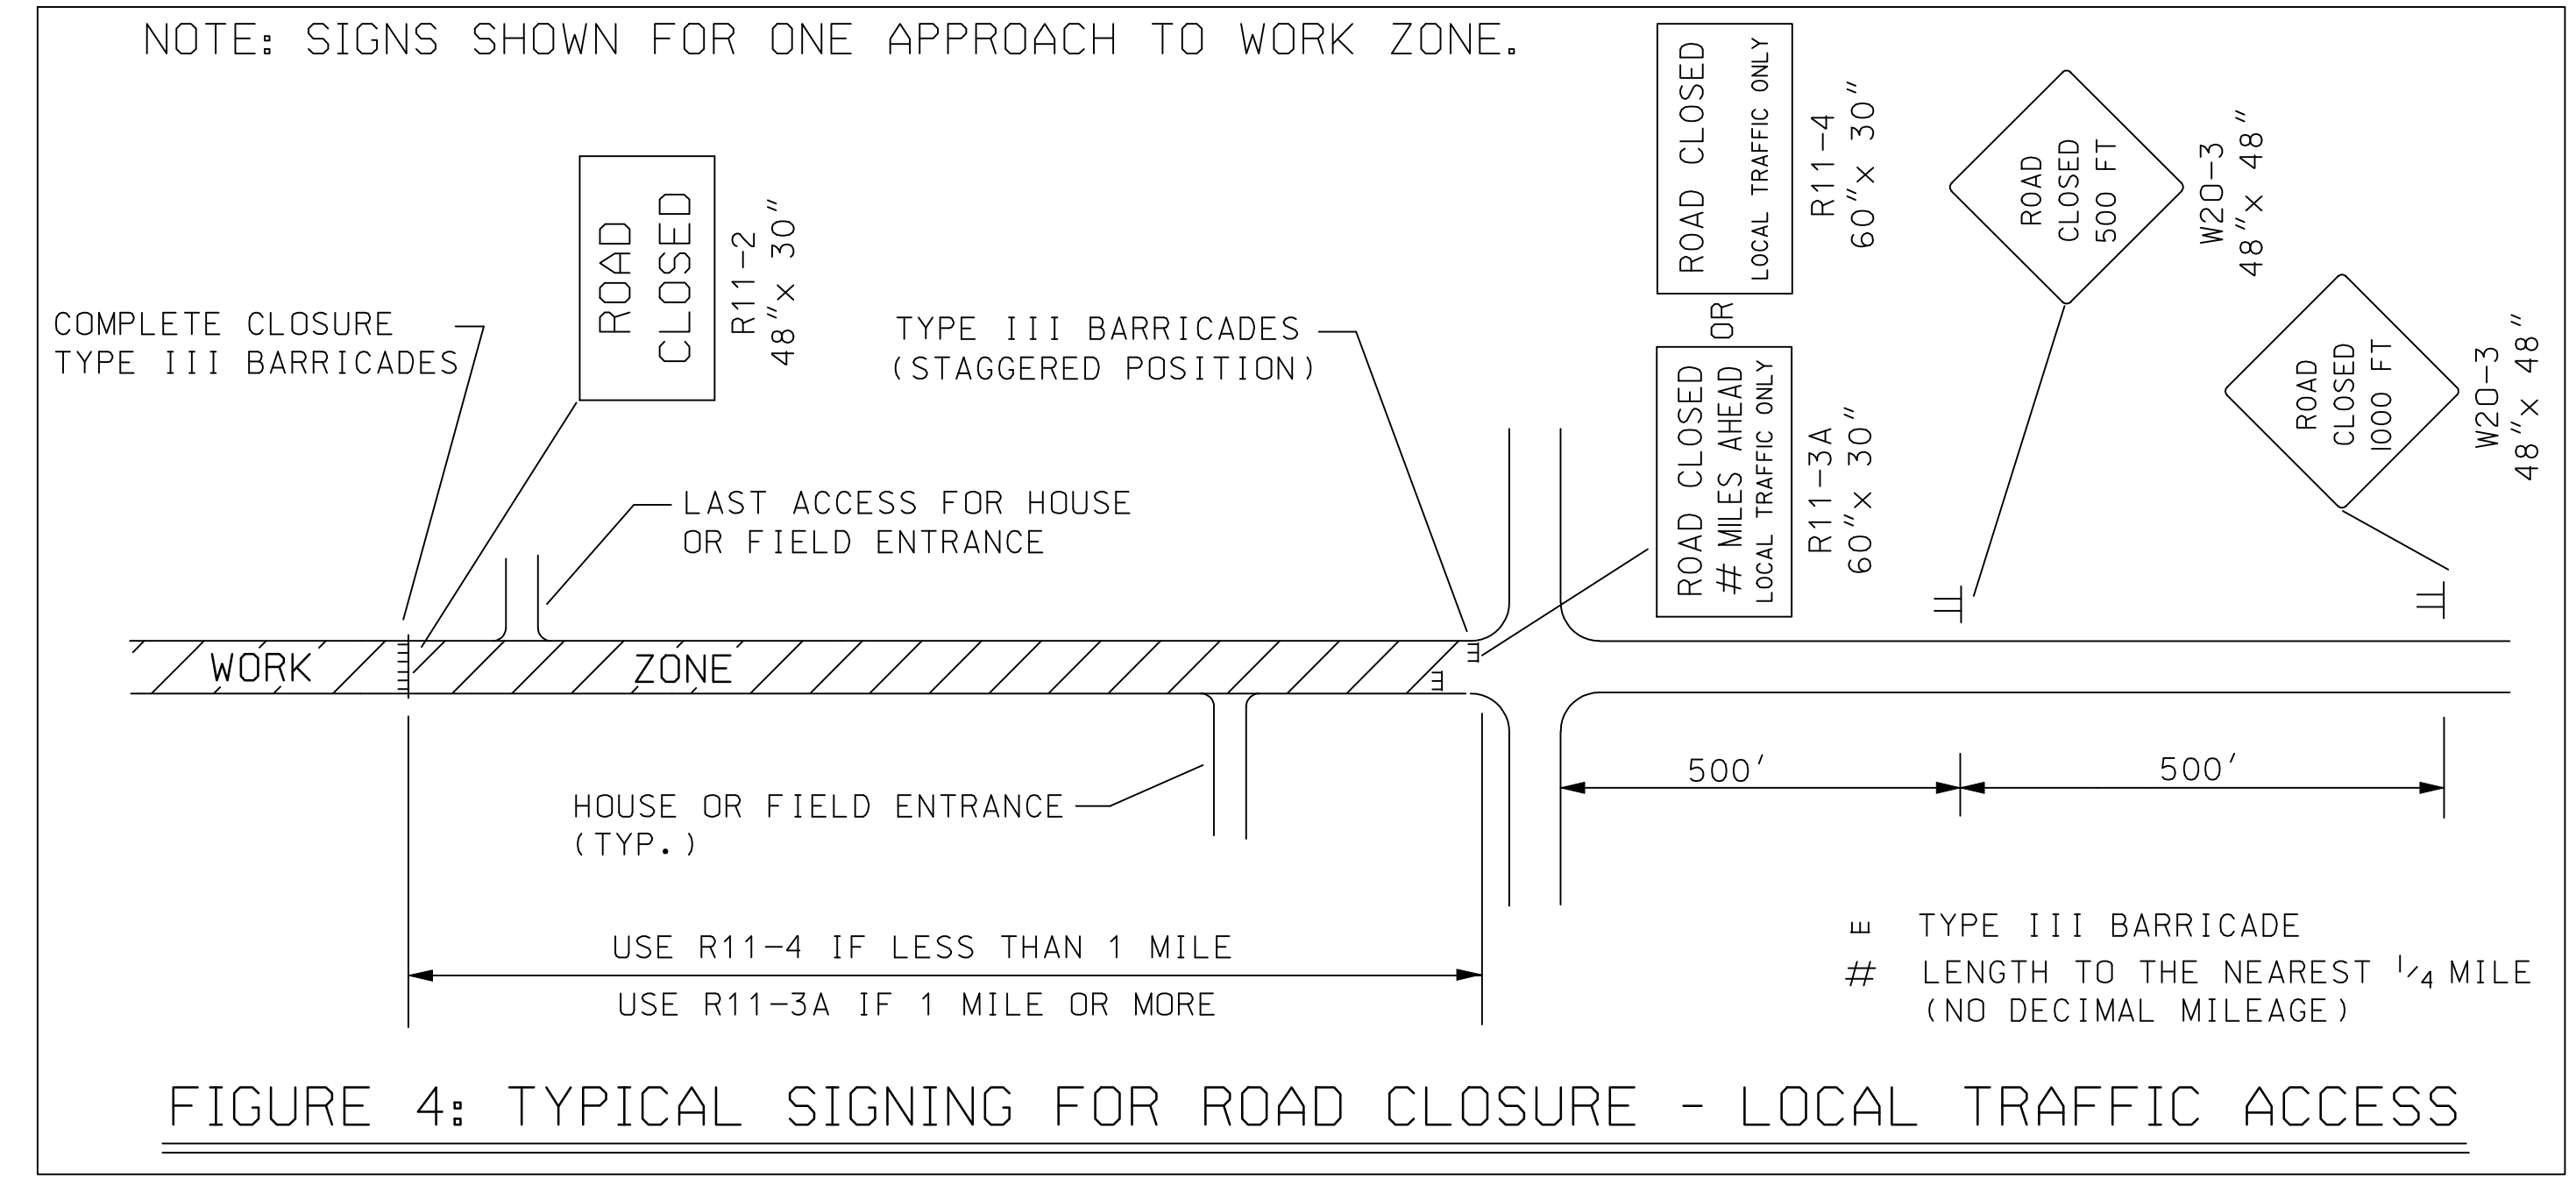 NOTE: SIGNS SHOWN FOR ONE APPROACH TO WORK ZONE.
COMPLETE CLOSURE
TYPE III BARRICADES
ROAD
CLOSED
R11-2
48"x 30"
TYPE III BARRICADES
(STAGGERED POSITION)
ROAD CLOSED
LOCAL TRAFFIC ONLY
R11-4
60"x 30"
OR
ROAD CLOSED
# MILES AHEAD
LOCAL TRAFFIC ONLY
R11-3A
60"x 30"
ROAD
CLOSED
500 FT
W20-3
48"x 48"
ROAD
CLOSED
1000 FT
W20-3
48"x 48"
LAST ACCESS FOR HOUSE
OR FIELD ENTRANCE
WORK ZONE
HOUSE OR FIELD ENTRANCE
(TYP.)
500'
500'
USE R11-4 IF LESS THAN 1 MILE
USE R11-3A IF 1 MILE OR MORE
TYPE III BARRICADE
# LENGTH TO THE NEAREST 1/4 MILE
(NO DECIMAL MILEAGE)
FIGURE 4: TYPICAL SIGNING FOR ROAD CLOSURE - LOCAL TRAFFIC ACCESS